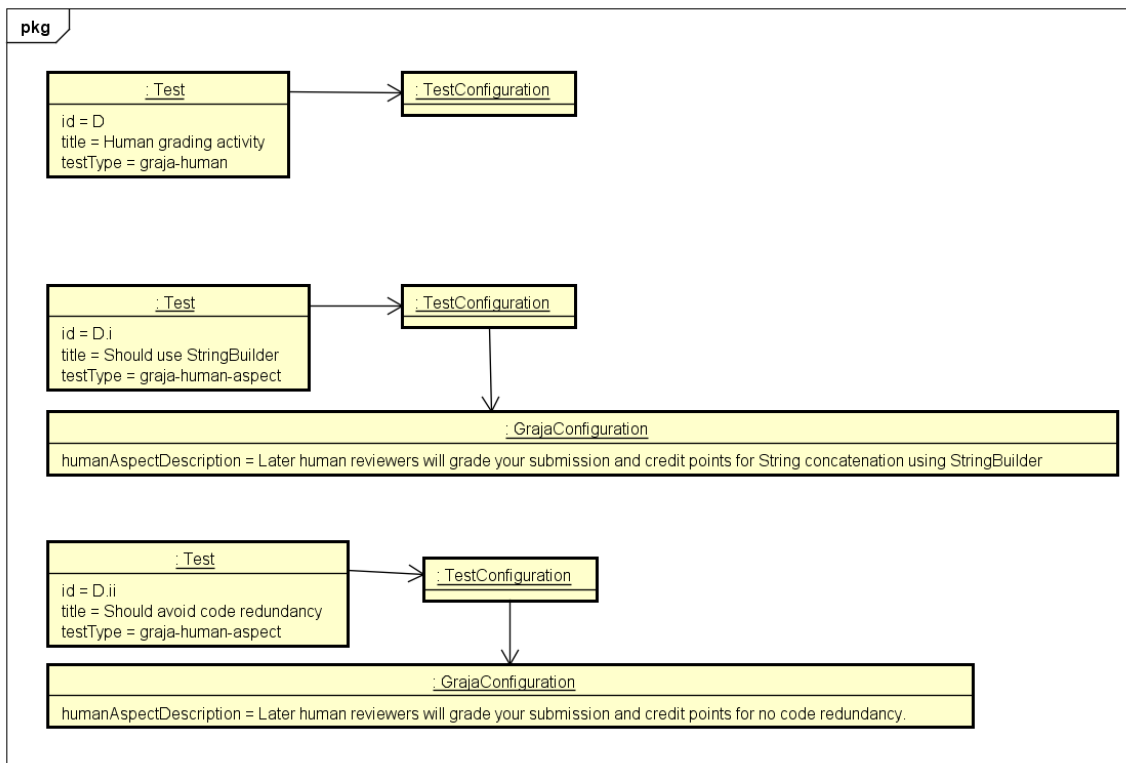 pkg
: Test
: TestConfiguration
id = D
title = Human grading activity
testType = graja-human
: Test
: TestConfiguration
id = D.i
title = Should use StringBuilder
testType = graja-human-aspect
: GrajaConfiguration
humanAspectDescription = Later human reviewers will grade your submission and credit points for String concatenation using StringBuilder
: Test
: TestConfiguration
id = D.ii
title = Should avoid code redundancy
testType = graja-human-aspect
: GrajaConfiguration
humanAspectDescription = Later human reviewers will grade your submission and credit points for no code redundancy.